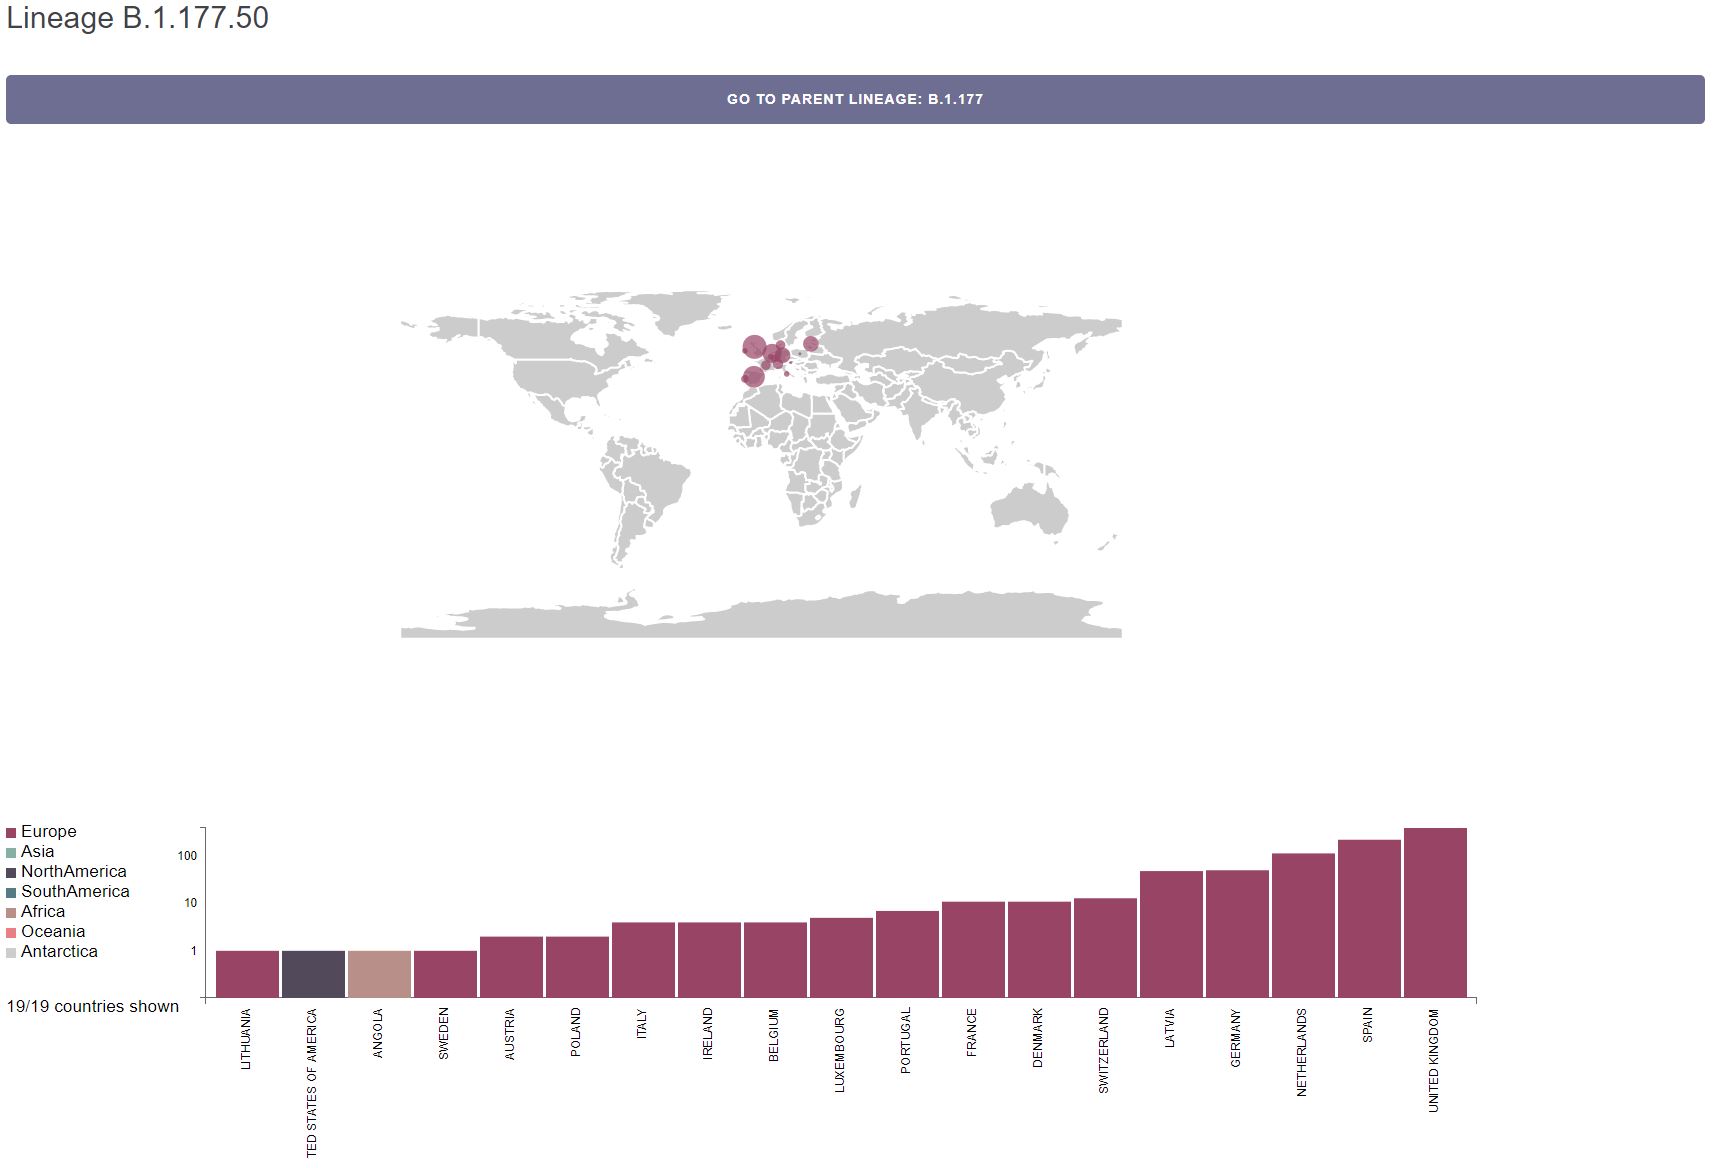 Lineage B.1.177.50
GO TO PARENT LINEAGE: B.1.177
Europe
Asia
NorthAmerica
SouthAmerica
Africa
Oceania
Antarctica
19/19 countries shown
100
10
1
LITHUANIA
TED STATES OF AMERICA
ANGOLA
SWEDEN
AUSTRIA
POLAND
ITALY
IRELAND
BELGIUM
LUXEMBOURG
PORTUGAL
FRANCE
DENMARK
SWITZERLAND
LATVIA
GERMANY
NETHERLANDS
SPAIN
UNITED KINGDOM